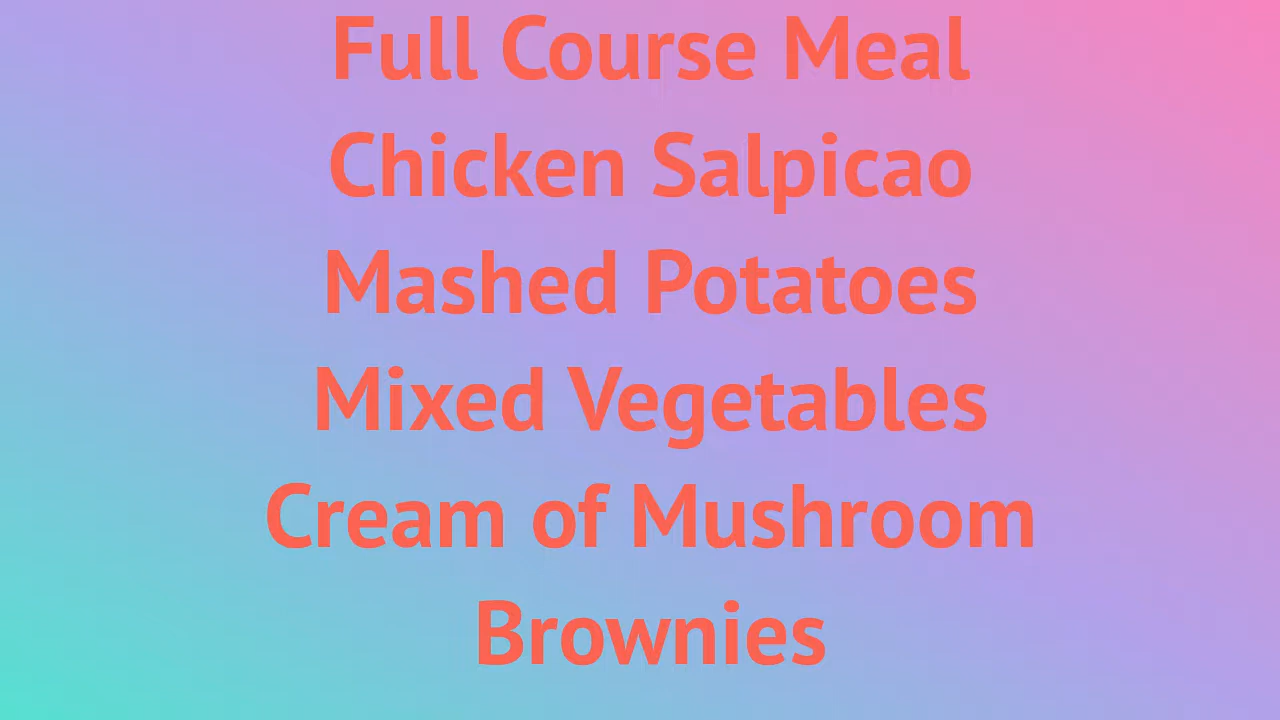 Full Course Meal
Chicken Salpicao
Mashed Potatoes
Mixed Vegetables
Cream of Mushroom
Brownies